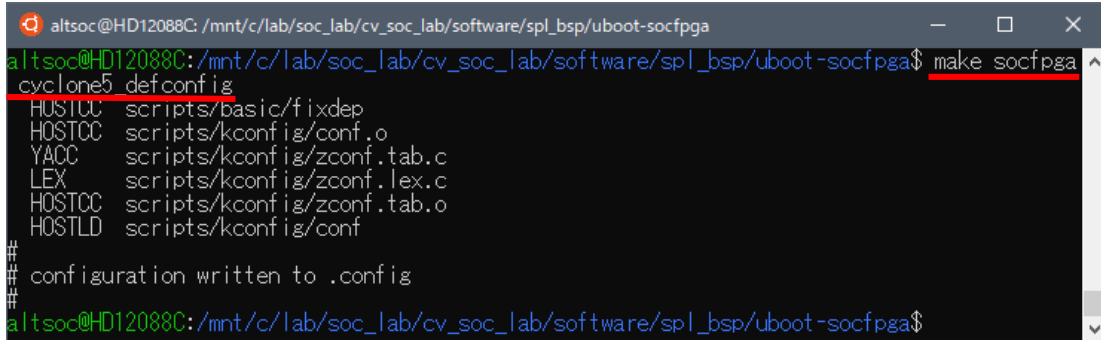 altsoc@HD12088C: /mnt/c/lab/soc_lab/cv_soc_lab/software/spl_bsp/uboot-socfpga
altsoc@HD12088C:/mnt/c/lab/soc_lab/cv_soc_lab/software/spl_bsp/uboot-socfpga$ make socfpga
_cyclone5_defconfig
HOSTCC scripts/basic/fixdep
HOSTCC scripts/kconfig/conf.o
YACC scripts/kconfig/zconf.tab.c
LEX scripts/kconfig/zconf.lex.c
HOSTCC scripts/kconfig/zconf.tab.o
HOSTLD scripts/kconfig/conf
#
# configuration written to .config
#
altsoc@HD12088C:/mnt/c/lab/soc_lab/cv_soc_lab/software/spl_bsp/uboot-socfpga$